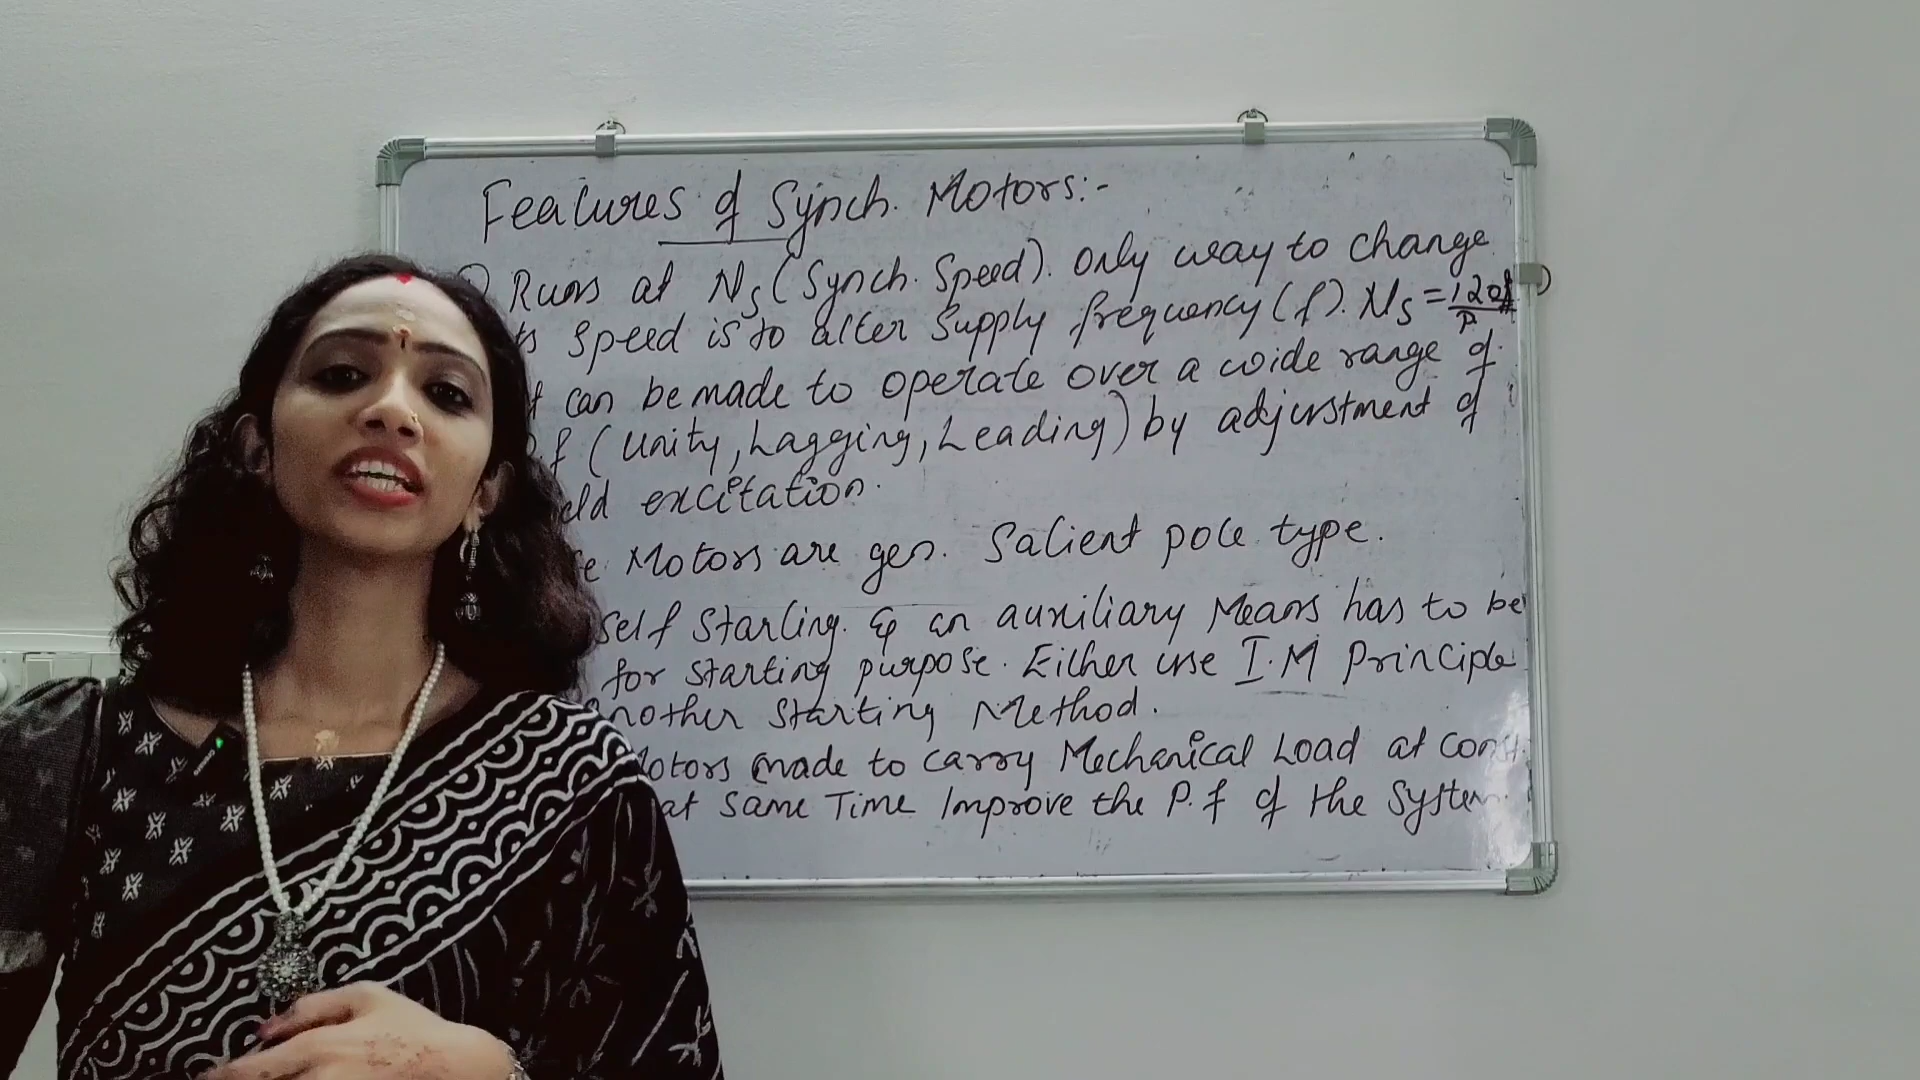 Features of Synch. Motors:-
Runs at Ns (Synch. Speed). only way to change
speed is to alter supply frequency (f). Ns = 120f/P
can be made to operate over a wide range of
(Unity, Lagging, Leading) by adjustment of
excitation.
Motors are gen. Salient pole type.
self starting & an auxiliary Means has to be
for starting purpose. Either use I.M Principle
another starting Method.
Motors made to carry Mechanical Load at const.
at same Time Improve the P.f of the System.